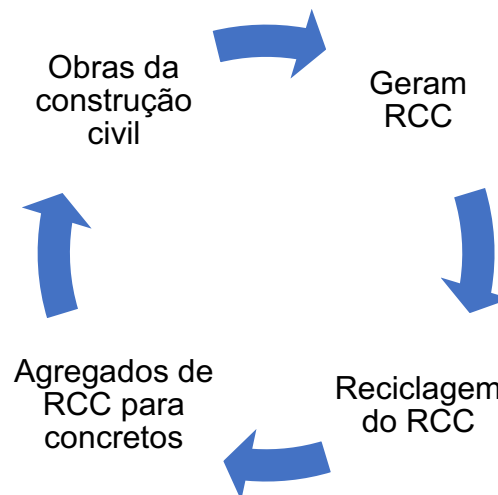 Obras da
construção
civil
Geram
RCC
Reciclagem
do RCC
Agregados de
RCC para
concretos